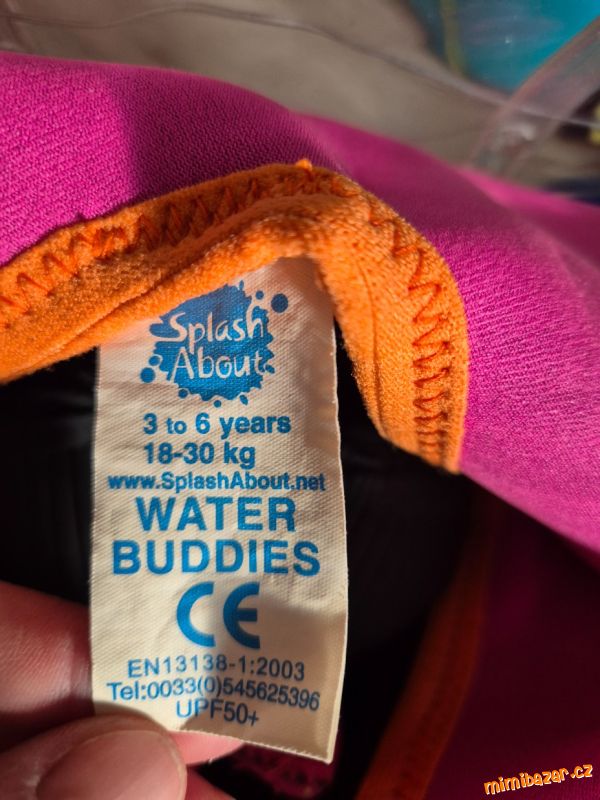 Splash
About
3 to 6 years
18-30 kg
www.SplashAbout.net
WATER
BUDDIES
CE
EN13138-1:2003
Tel:0033(0)545625396
UPF50+
mimibazar.cz